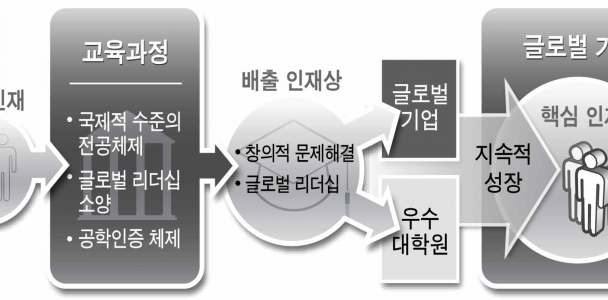 인재
교육과정
• 국제적 수준의
전공체제
• 글로벌 리더십
소양
• 공학인증 체제
배출 인재상
• 창의적 문제해결
• 글로벌 리더십
글로벌
기업
우수
대학원
지속적
성장
글로벌 기
핵심 인재